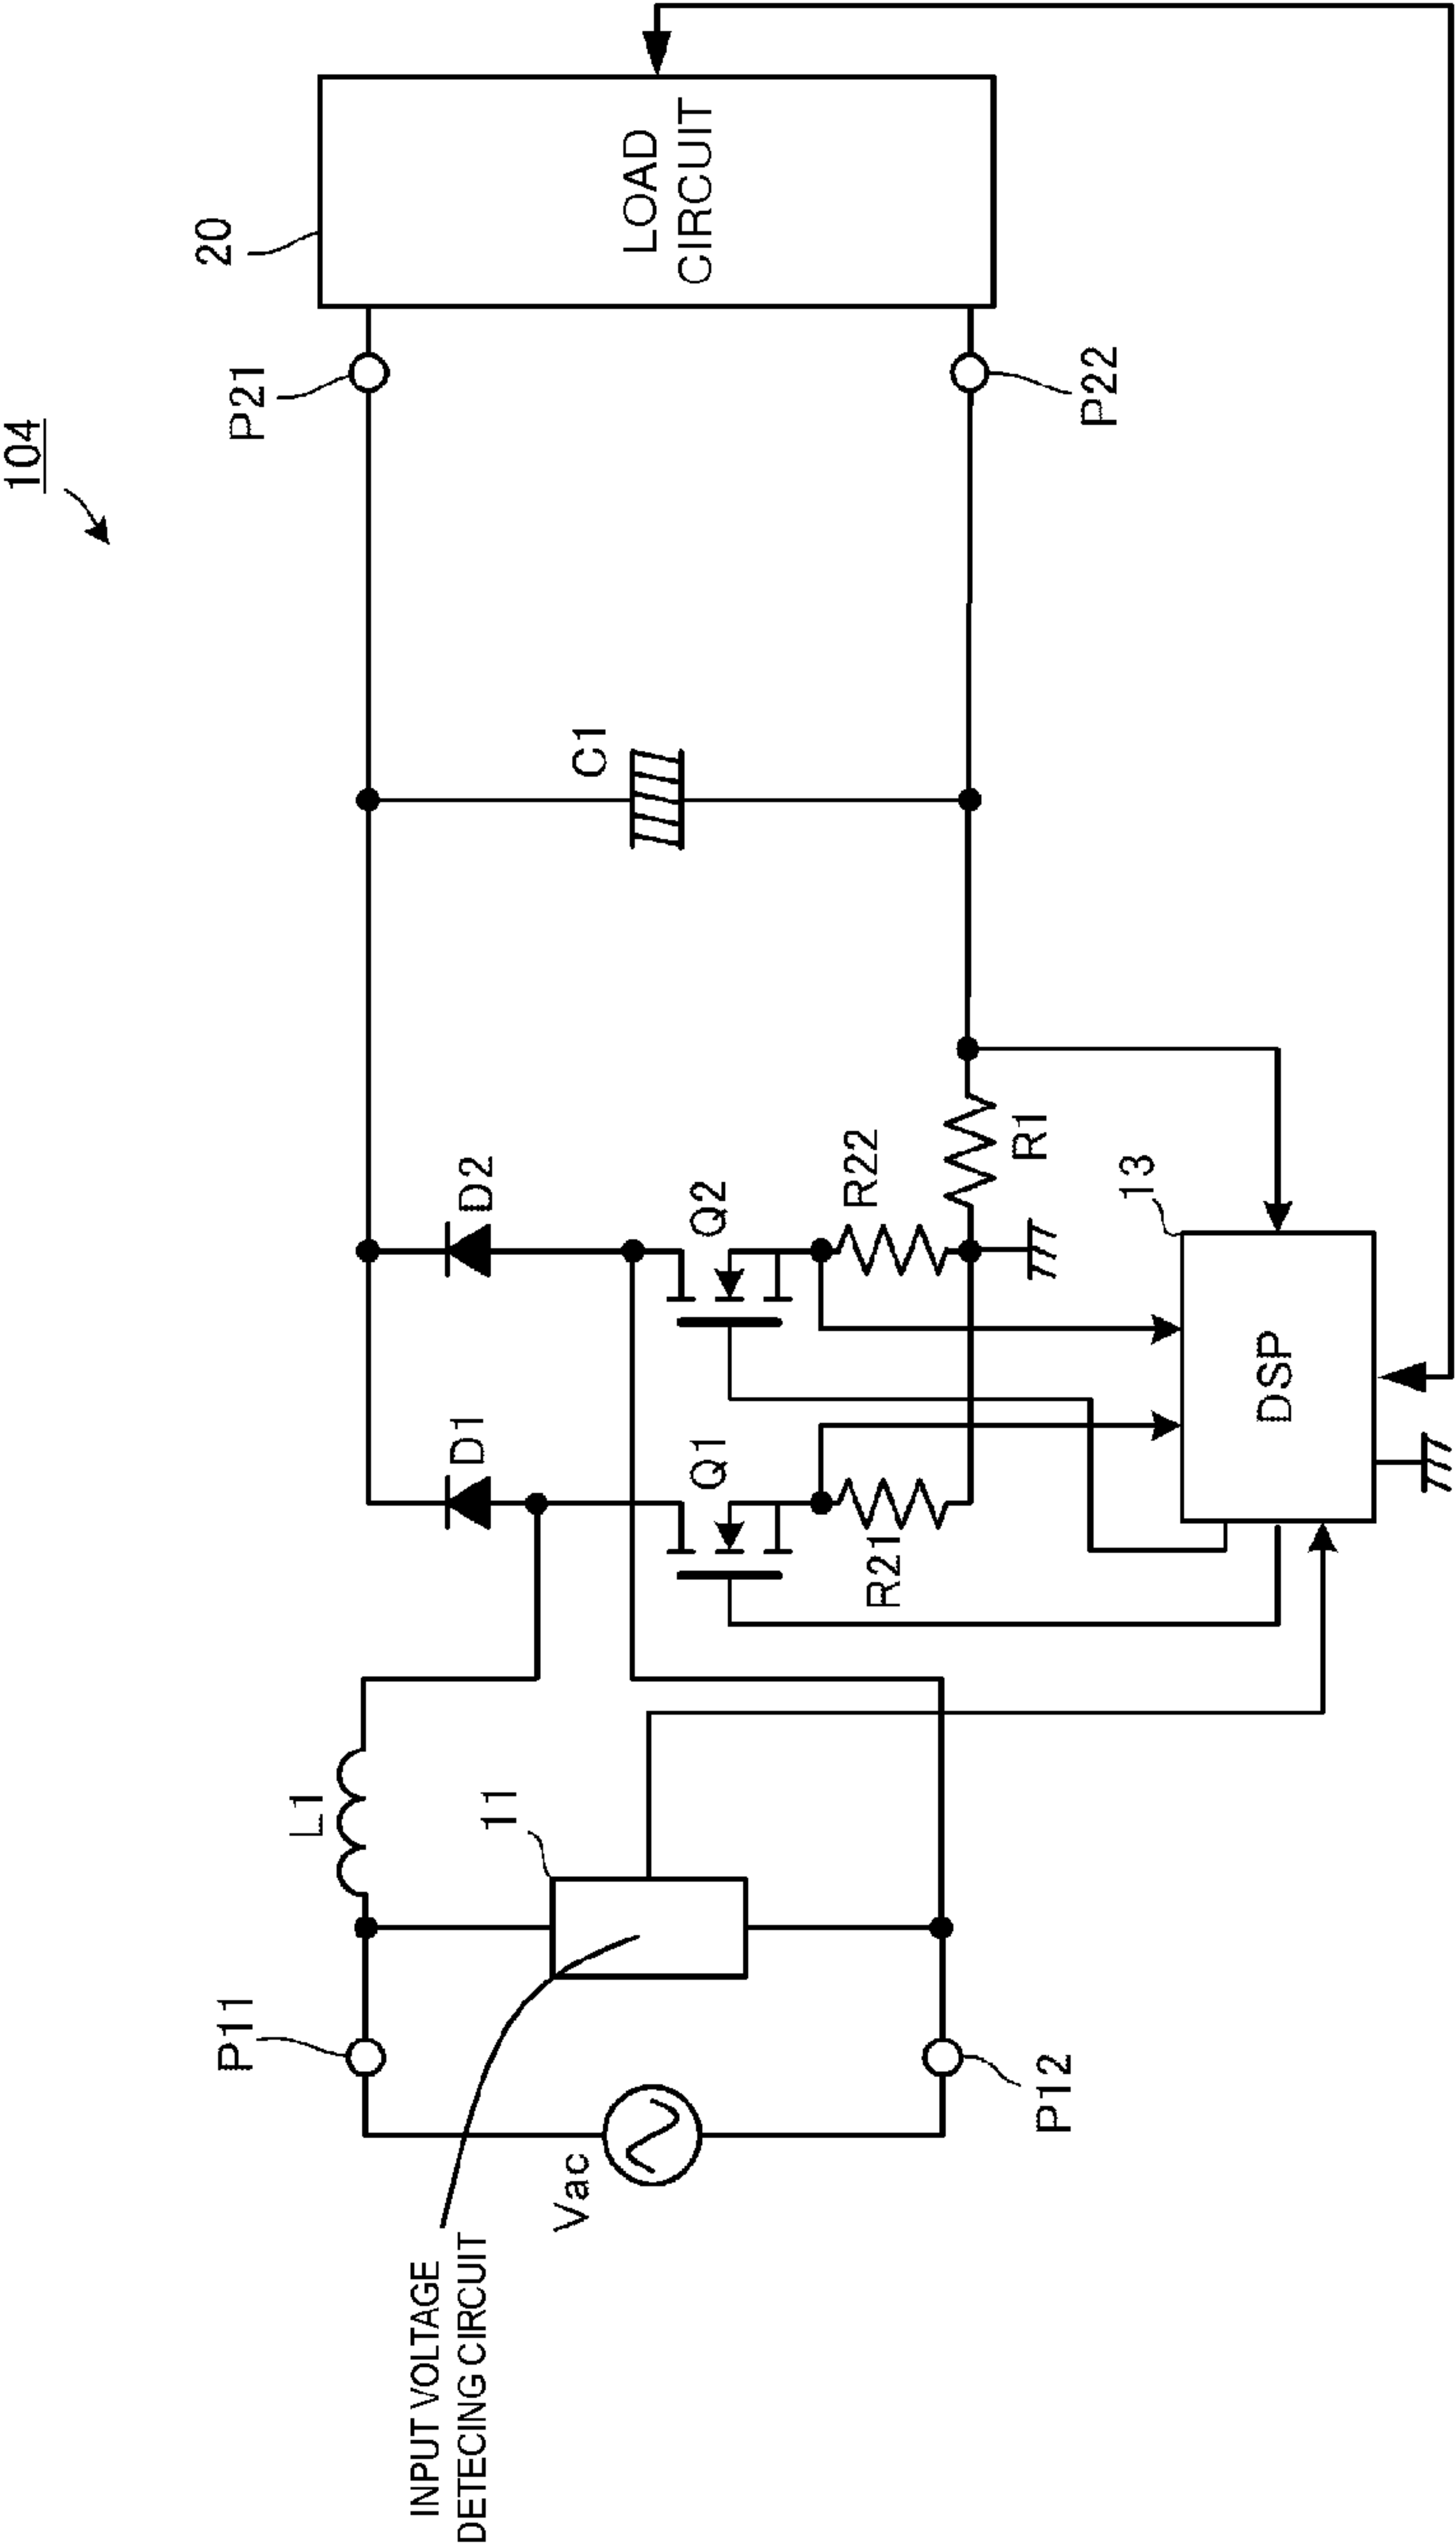 104
20
LOAD
CIRCUIT
P21
P22
C1
D2
Q2
R22
R1
D1
Q1
R21
13
DSP
L1
11
P11
P12
Vac
INPUT VOLTAGE
DETECING CIRCUIT